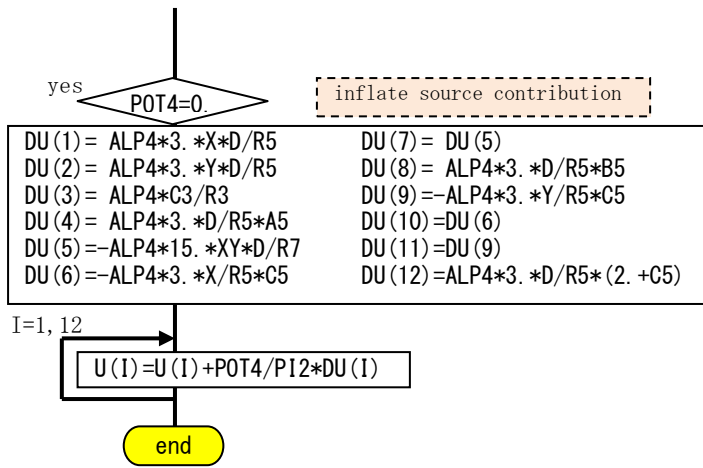 yes
POT4=0.
inflate source contribution
DU(1)= ALP4*3.*X*D/R5
DU(2)= ALP4*3.*Y*D/R5
DU(3)= ALP4*C3/R3
DU(4)= ALP4*3.*D/R5*A5
DU(5)=-ALP4*15.*XY*D/R7
DU(6)=-ALP4*3.*X/R5*C5
DU(7)= DU(5)
DU(8)= ALP4*3.*D/R5*B5
DU(9)=-ALP4*3.*Y/R5*C5
DU(10)=DU(6)
DU(11)=DU(9)
DU(12)=ALP4*3.*D/R5*(2.+C5)
I=1,12
U(I)=U(I)+POT4/PI2*DU(I)
end